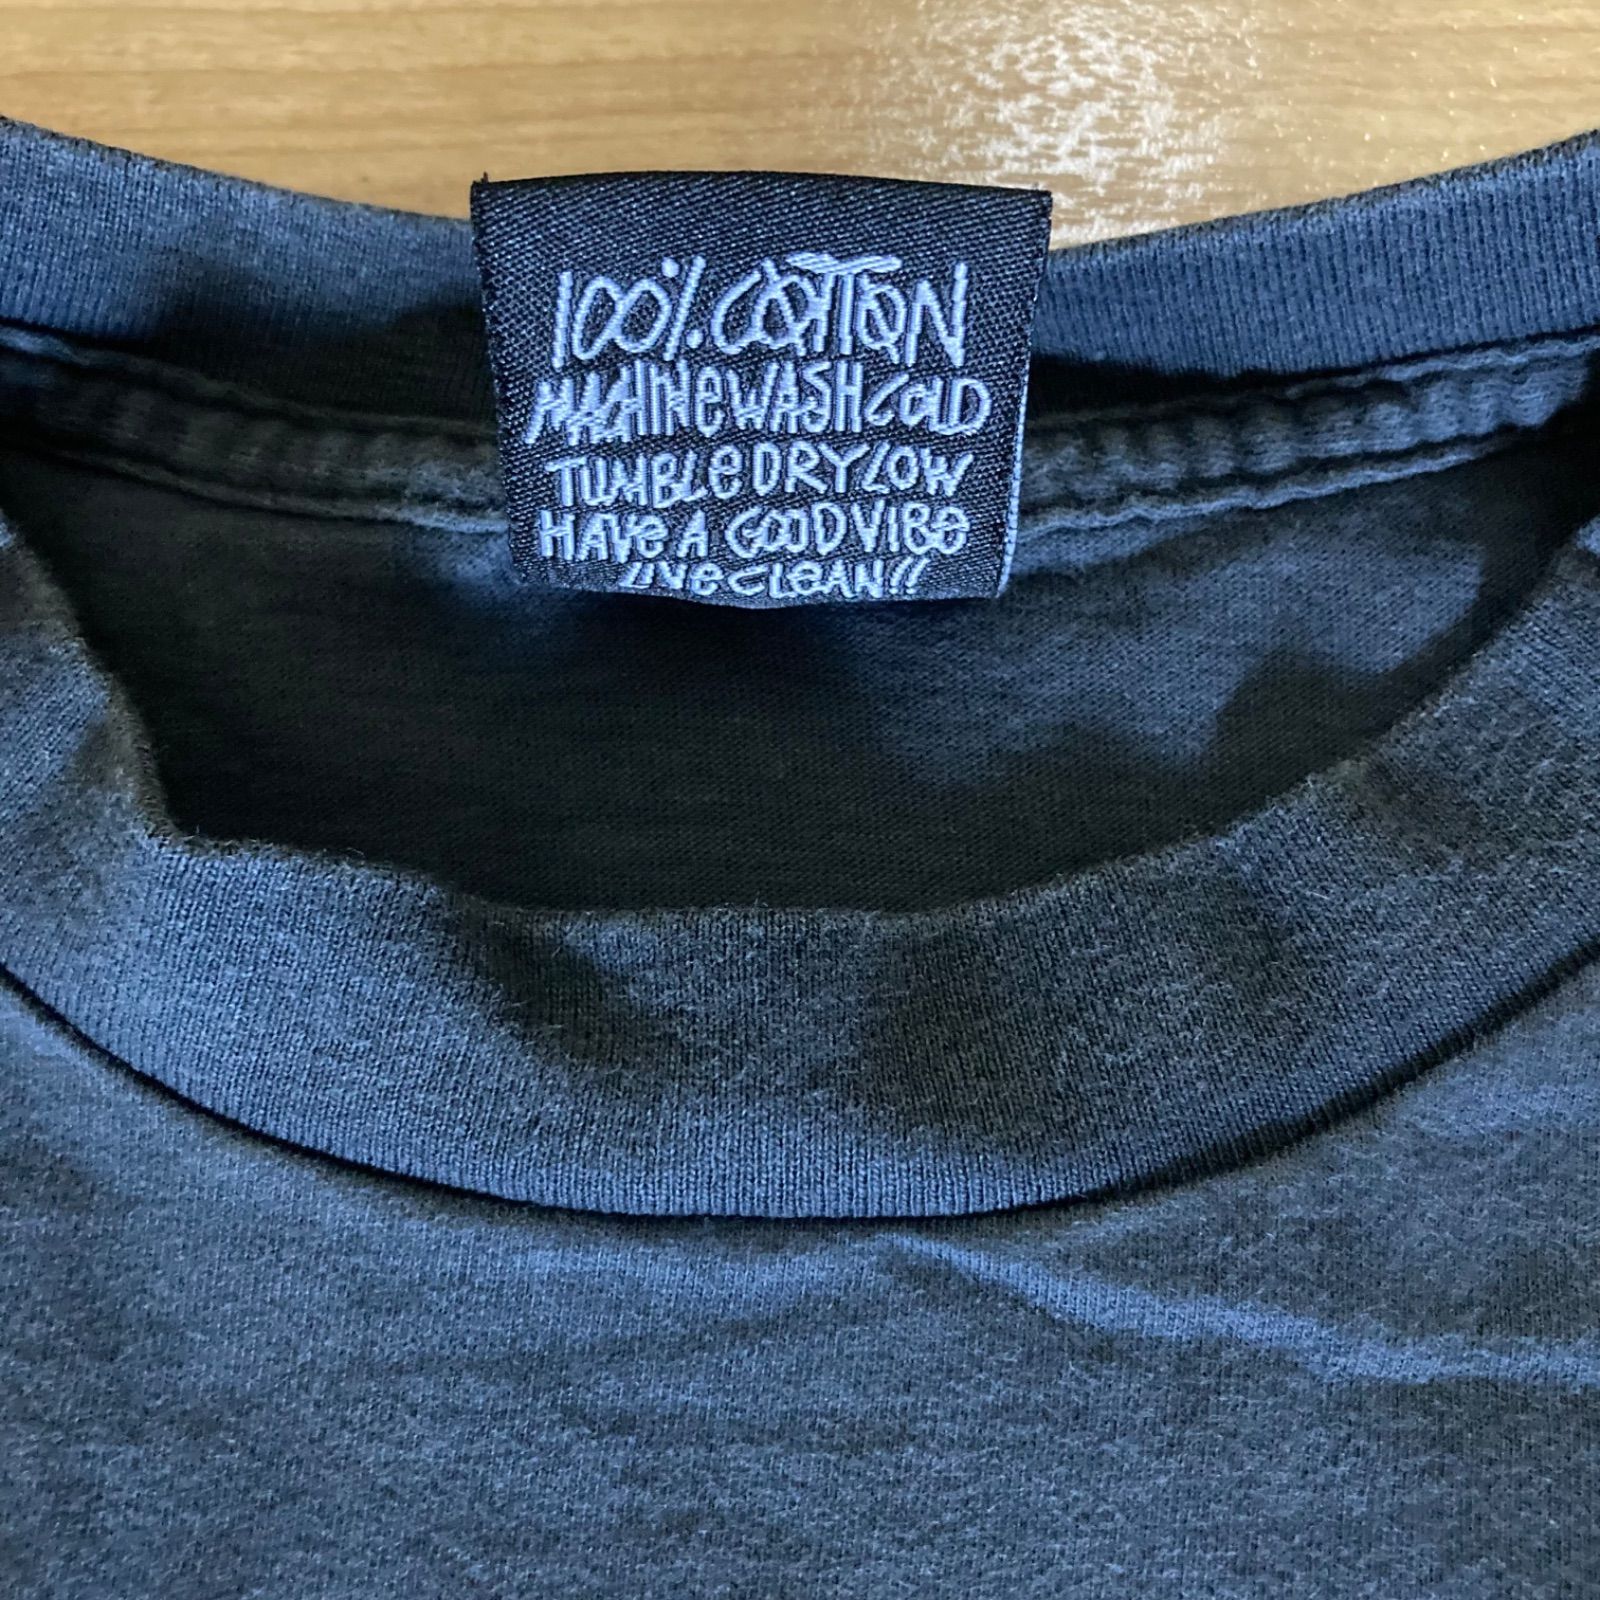 100% COTTON
MACHINE WASH COLD
TUMBLE DRY LOW
HAVE A GOOD VIBE
LIVE CLEAN!!